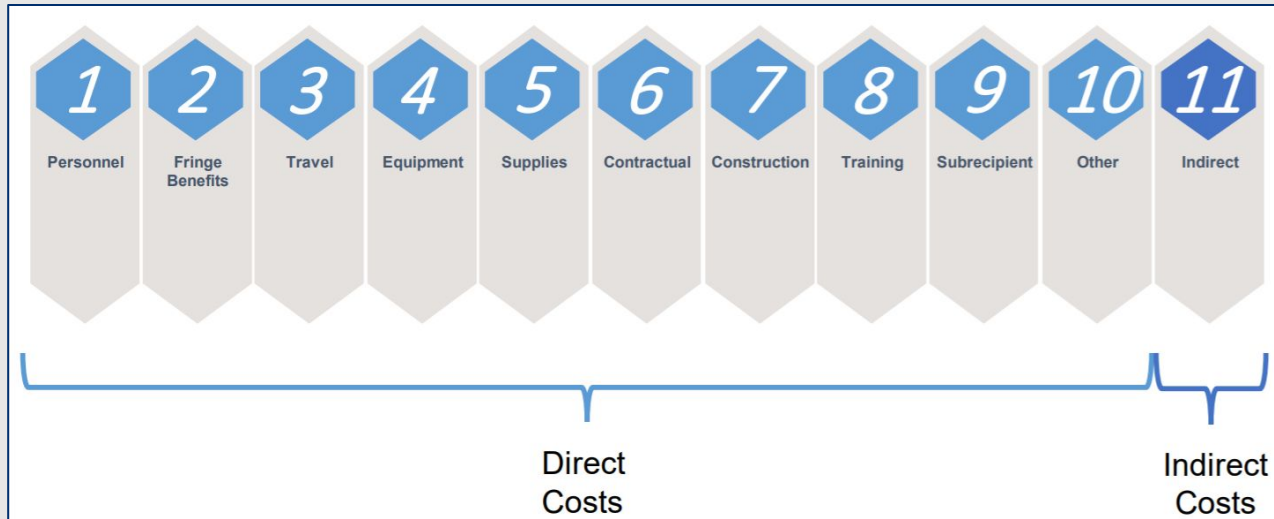 1
Personnel
2
Fringe
Benefits
3
Travel
4
Equipment
5
Supplies
6
Contractual
7
Construction
8
Training
9
Subrecipient
10
Other
11
Indirect
Direct
Costs
Indirect
Costs